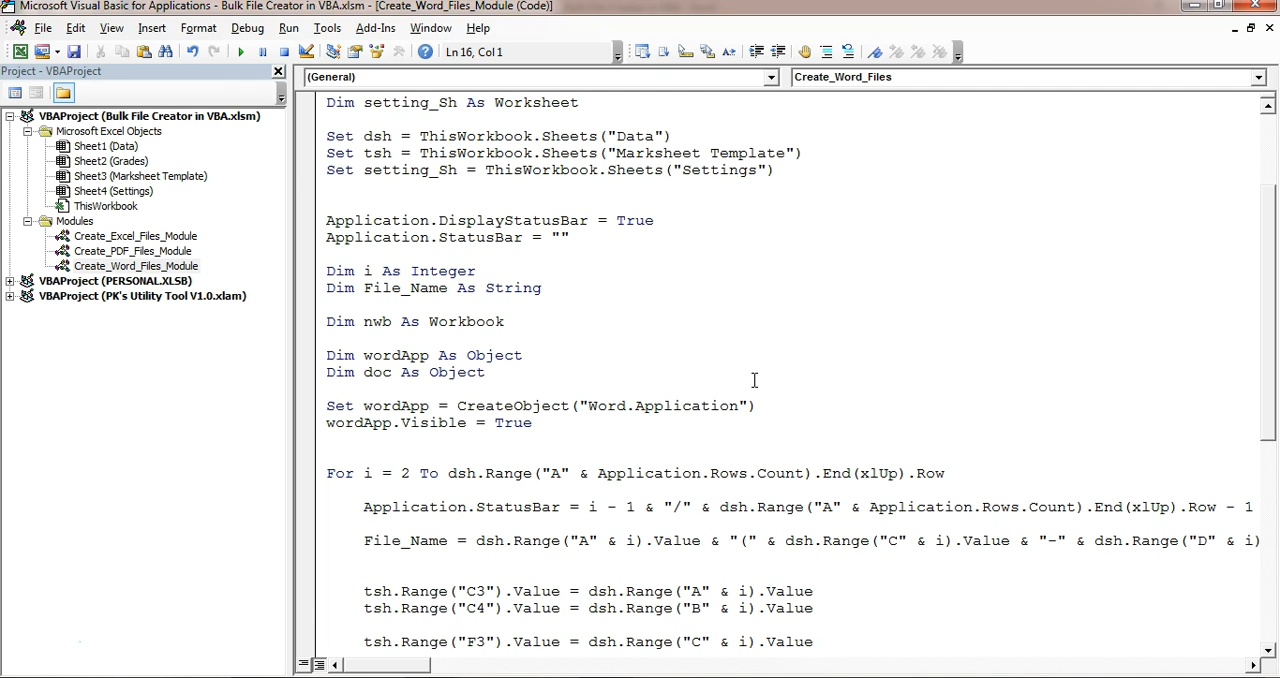 Microsoft Visual Basic for Applications - Bulk File Creator in VBA.xlsm - [Create_Word_Files_Module (Code)]
File Edit View Insert Format Debug Run Tools Add-Ins Window Help
Ln 16, Col 1
Project - VBAProject
(General) Create_Word_Files
VBAProject (Bulk File Creator in VBA.xlsm)
Microsoft Excel Objects
Sheet1 (Data)
Sheet2 (Grades)
Sheet3 (Marksheet Template)
Sheet4 (Settings)
ThisWorkbook
Modules
Create_Excel_Files_Module
Create_PDF_Files_Module
Create_Word_Files_Module
VBAProject (PERSONAL.XLSB)
VBAProject (PK's Utility Tool V1.0.xlam)
Dim setting_Sh As Worksheet
Set dsh = ThisWorkbook.Sheets("Data")
Set tsh = ThisWorkbook.Sheets("Marksheet Template")
Set setting_Sh = ThisWorkbook.Sheets("Settings")
Application.DisplayStatusBar = True
Application.StatusBar = ""
Dim i As Integer
Dim File_Name As String
Dim nwb As Workbook
Dim wordApp As Object
Dim doc As Object
Set wordApp = CreateObject("Word.Application")
wordApp.Visible = True
For i = 2 To dsh.Range("A" & Application.Rows.Count).End(xlUp).Row
Application.StatusBar = i - 1 & "/" & dsh.Range("A" & Application.Rows.Count).End(xlUp).Row - 1
File_Name = dsh.Range("A" & i).Value & "(" & dsh.Range("C" & i).Value & "-" & dsh.Range("D" & i)
tsh.Range("C3").Value = dsh.Range("A" & i).Value
tsh.Range("C4").Value = dsh.Range("B" & i).Value
tsh.Range("F3").Value = dsh.Range("C" & i).Value